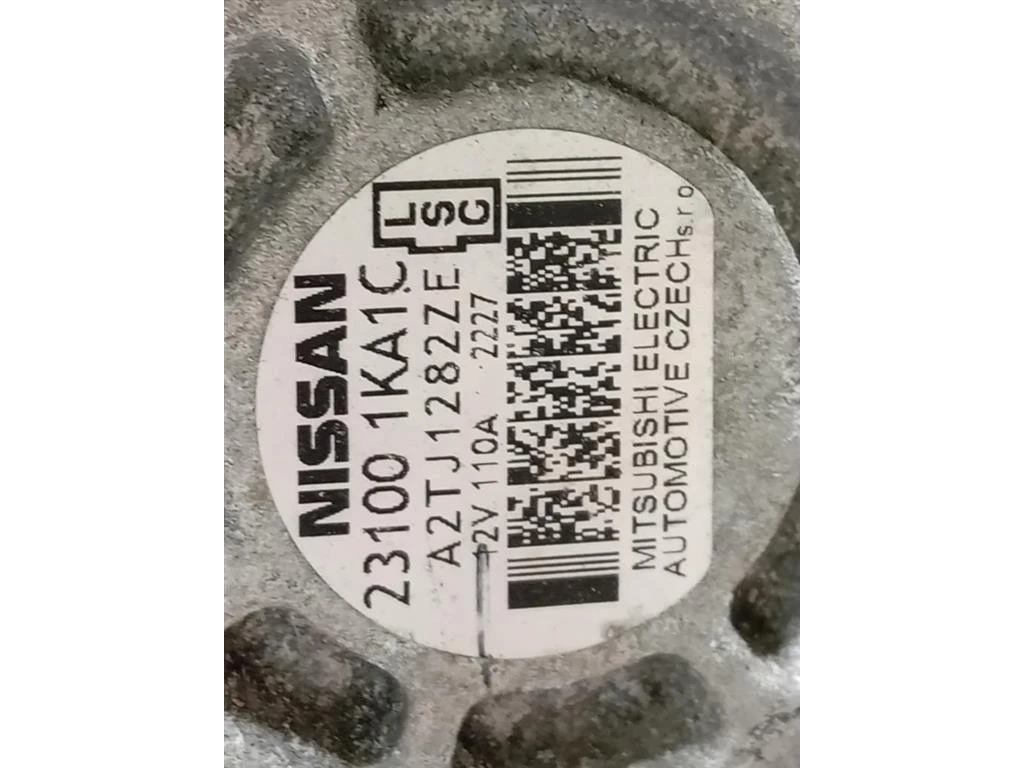 NISSAN
23100 1KA1C
A2TJ1282ZE
L
S
G
12V 110A 2227
MITSUBISHI ELECTRIC
AUTOMOTIVE CZECH s.r.o.